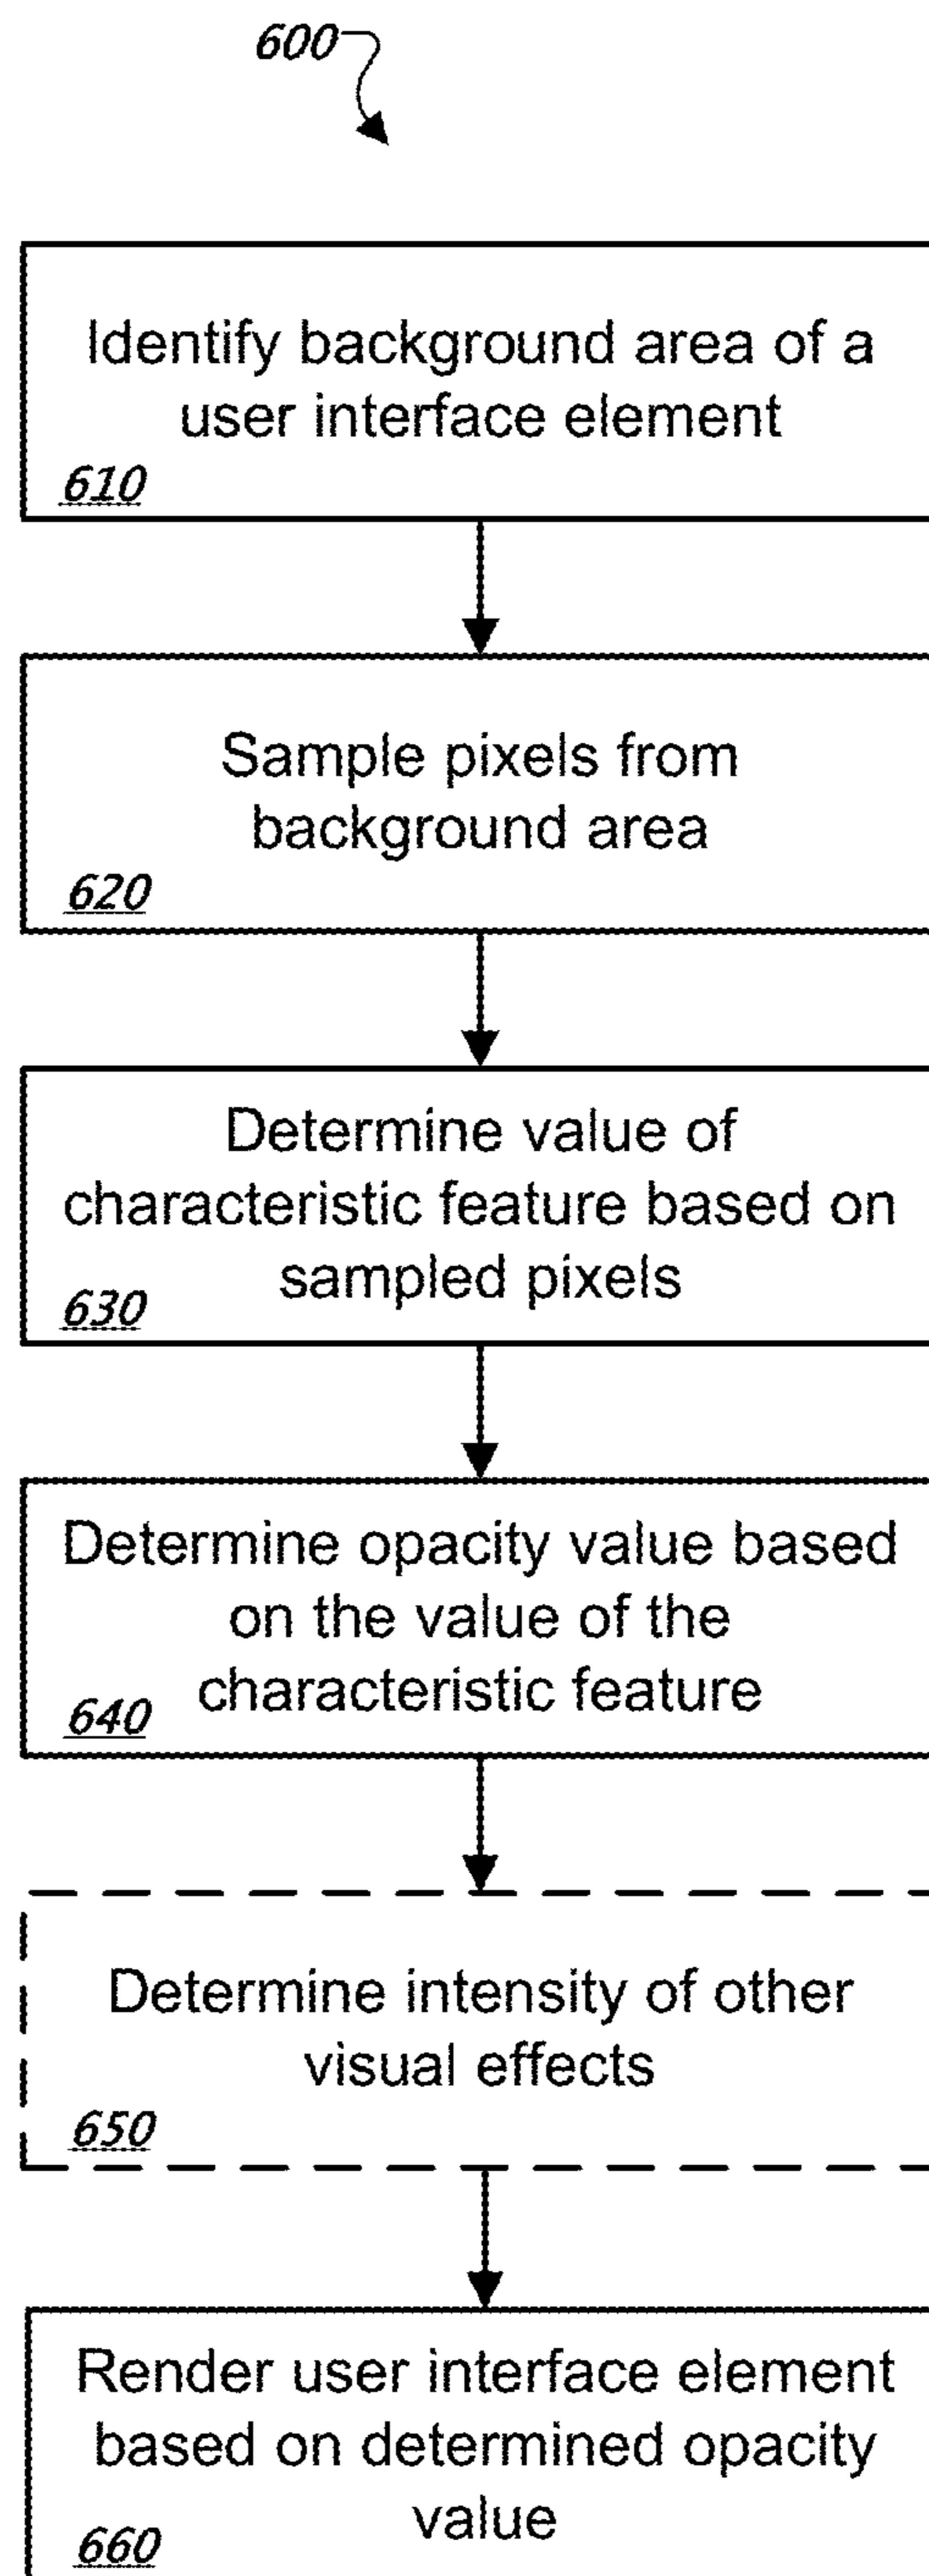 600
Identify background area of a
user interface element
610
Sample pixels from
background area
620
Determine value of
characteristic feature based on
sampled pixels
630
Determine opacity value based
on the value of the
characteristic feature
640
Determine intensity of other
visual effects
650
Render user interface element
based on determined opacity
value
660